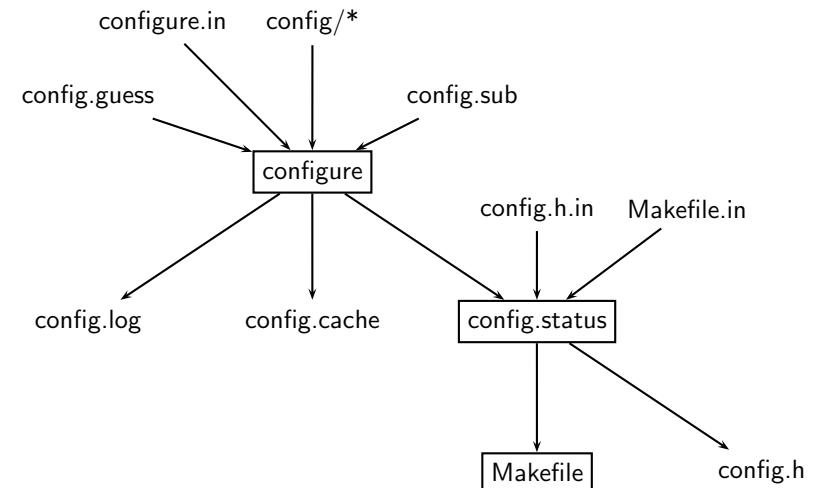 configure.in config/*
config.guess config.sub
configure
config.h.in Makefile.in
config.log config.cache config.status
Makefile config.h